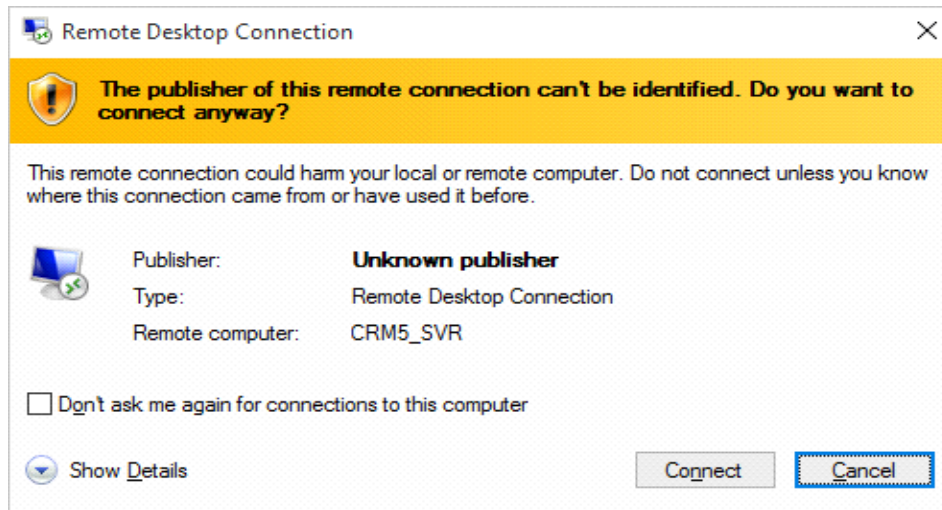 Remote Desktop Connection
The publisher of this remote connection can't be identified. Do you want to
connect anyway?
This remote connection could harm your local or remote computer. Do not connect unless you know
where this connection came from or have used it before.
Publisher: Unknown publisher
Type: Remote Desktop Connection
Remote computer: CRM5_SVR
Don't ask me again for connections to this computer
Show Details Connect Cancel